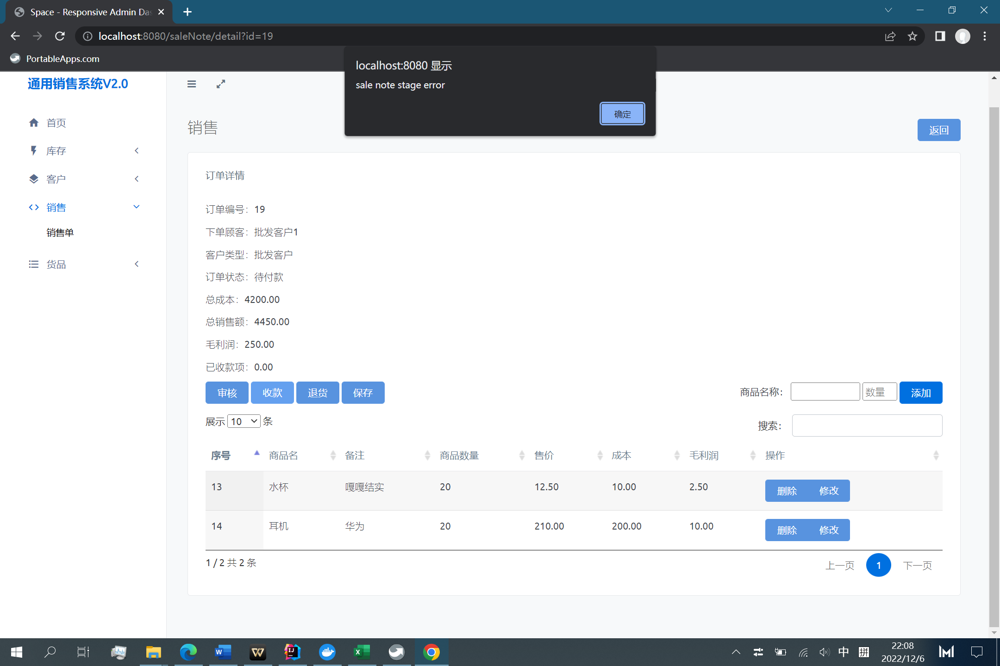 Space - Responsive Admin Das
localhost:8080/saleNote/detail?id=19
PortableApps.com
localhost:8080 显示
sale note stage error
确定
通用销售系统V2.0
首页
库存
客户
销售
销售单
货品
销售
返回
订单详情
订单编号：19
下单顾客：批发客户1
客户类型：批发客户
订单状态：待付款
总成本：4200.00
总销售额：4450.00
毛利润：250.00
已收款项：0.00
审核 收款 退货 保存
商品名称： 数量 添加
展示 10 条
搜索：
序号 商品名 备注 商品数量 售价 成本 毛利润 操作
13 水杯 嘎嘎结实 20 12.50 10.00 2.50 删除 修改
14 耳机 华为 20 210.00 200.00 10.00 删除 修改
1 / 2 共 2 条
上一页 1 下一页
中 拼
22:08
2022/12/6